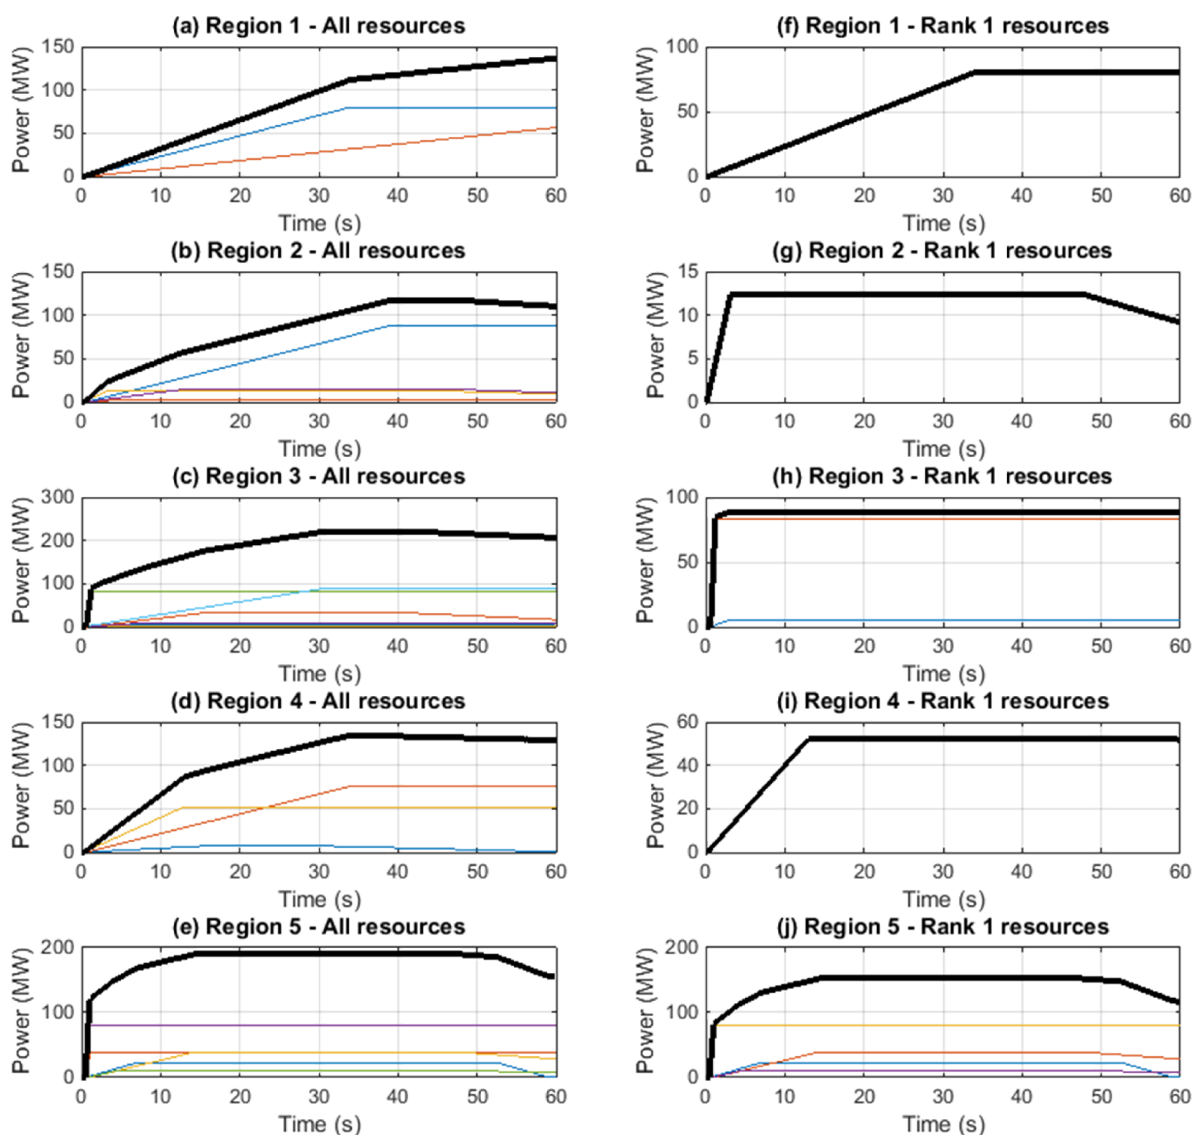 (a) Region 1 - All resources
Power (MW)
150
100
50
0
0 10 20 30 40 50 60
Time (s)
(f) Region 1 - Rank 1 resources
Power (MW)
100
50
0
0 10 20 30 40 50 60
Time (s)
(b) Region 2 - All resources
Power (MW)
150
100
50
0
0 10 20 30 40 50 60
Time (s)
(g) Region 2 - Rank 1 resources
Power (MW)
15
10
5
0
0 10 20 30 40 50 60
Time (s)
(c) Region 3 - All resources
Power (MW)
300
200
100
0
0 10 20 30 40 50 60
Time (s)
(h) Region 3 - Rank 1 resources
Power (MW)
100
50
0
0 10 20 30 40 50 60
Time (s)
(d) Region 4 - All resources
Power (MW)
150
100
50
0
0 10 20 30 40 50 60
Time (s)
(i) Region 4 - Rank 1 resources
Power (MW)
60
40
20
0
0 10 20 30 40 50 60
Time (s)
(e) Region 5 - All resources
Power (MW)
200
100
0
0 10 20 30 40 50 60
Time (s)
(j) Region 5 - Rank 1 resources
Power (MW)
200
100
0
0 10 20 30 40 50 60
Time (s)